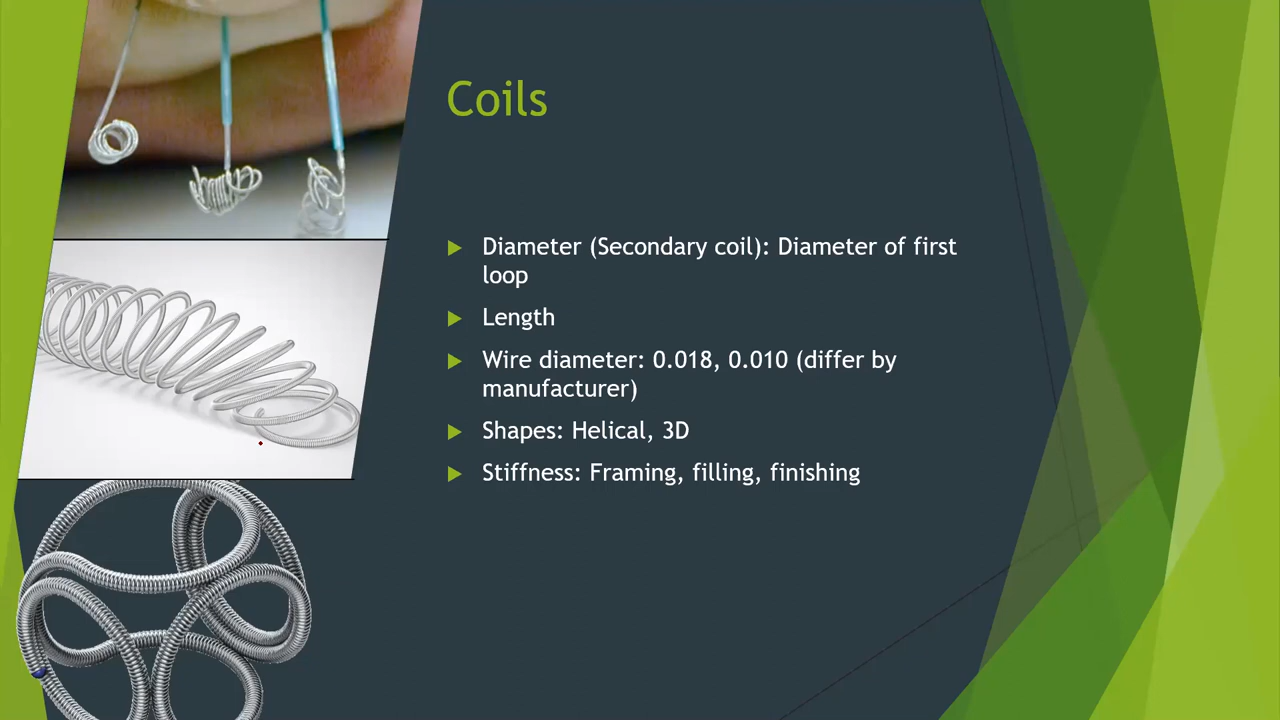 Coils
Diameter (Secondary coil): Diameter of first
loop
Length
Wire diameter: 0.018, 0.010 (differ by
manufacturer)
Shapes: Helical, 3D
Stiffness: Framing, filling, finishing